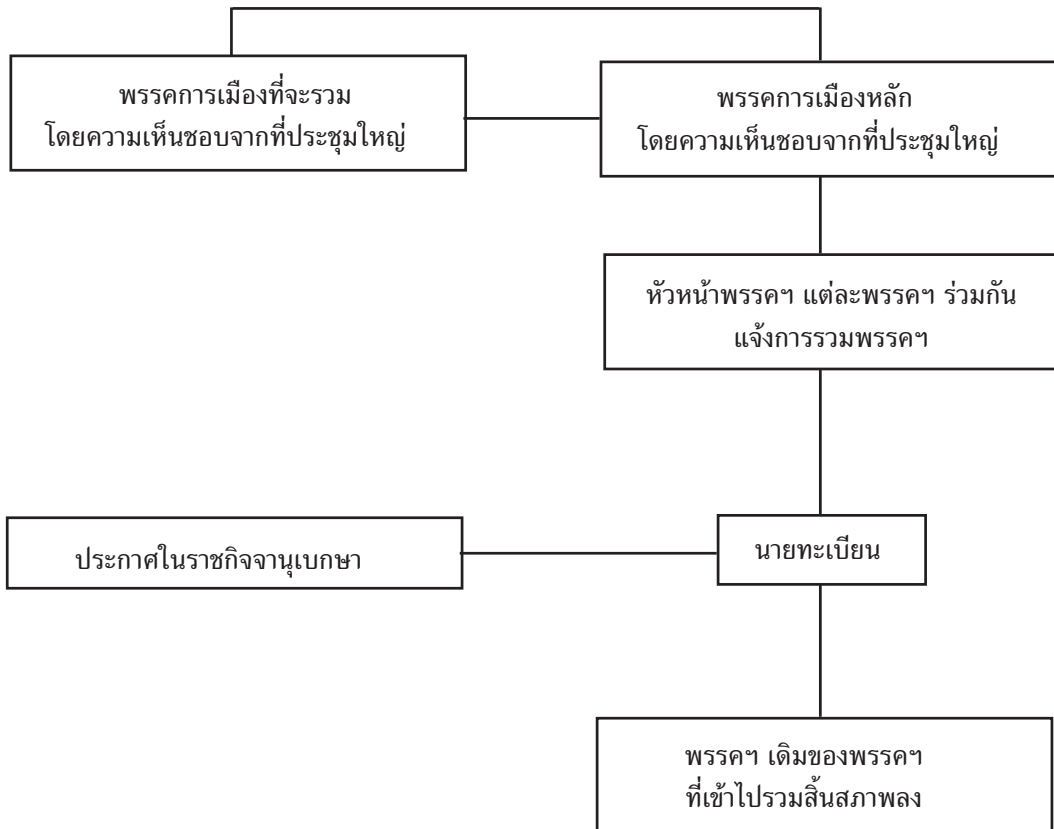 พรรคการเมืองที่จะรวม
โดยความเห็นชอบจากที่ประชุมใหญ่
พรรคการเมืองหลัก
โดยความเห็นชอบจากที่ประชุมใหญ่
หัวหน้าพรรคฯ แต่ละพรรคฯ ร่วมกัน
แจ้งการรวมพรรคฯ
ประกาศในราชกิจจานุเบกษา
นายทะเบียน
พรรคฯ เดิมของพรรคฯ
ที่เข้าไปรวมสิ้นสภาพลง